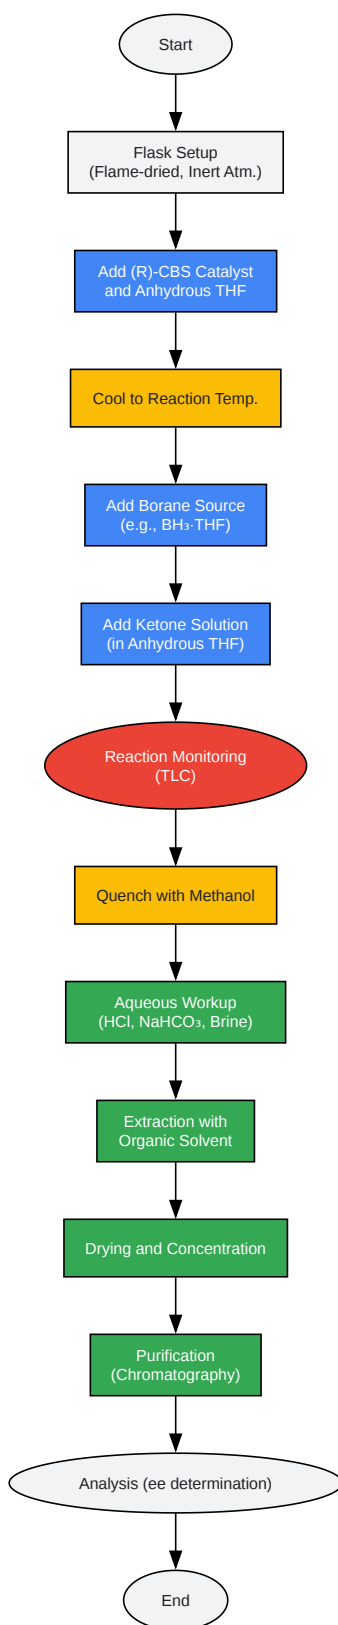 Start
Flask Setup
(Flame-dried, Inert Atm.)
Add (R)-CBS Catalyst
and Anhydrous THF
Cool to Reaction Temp.
Add Borane Source
(e.g., BH₃·THF)
Add Ketone Solution
(in Anhydrous THF)
Reaction Monitoring
(TLC)
Quench with Methanol
Aqueous Workup
(HCl, NaHCO₃, Brine)
Extraction with
Organic Solvent
Drying and Concentration
Purification
(Chromatography)
Analysis (ee determination)
End